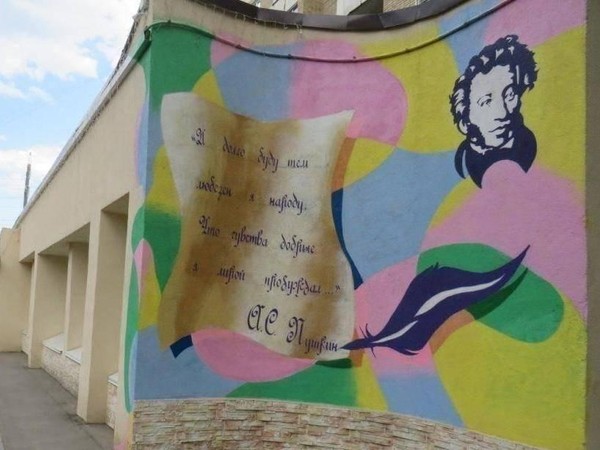 «И долго буду тем
любезен я народу,
Что чувства добрые
я лирой пробуждал...»
А.С. Пушкин